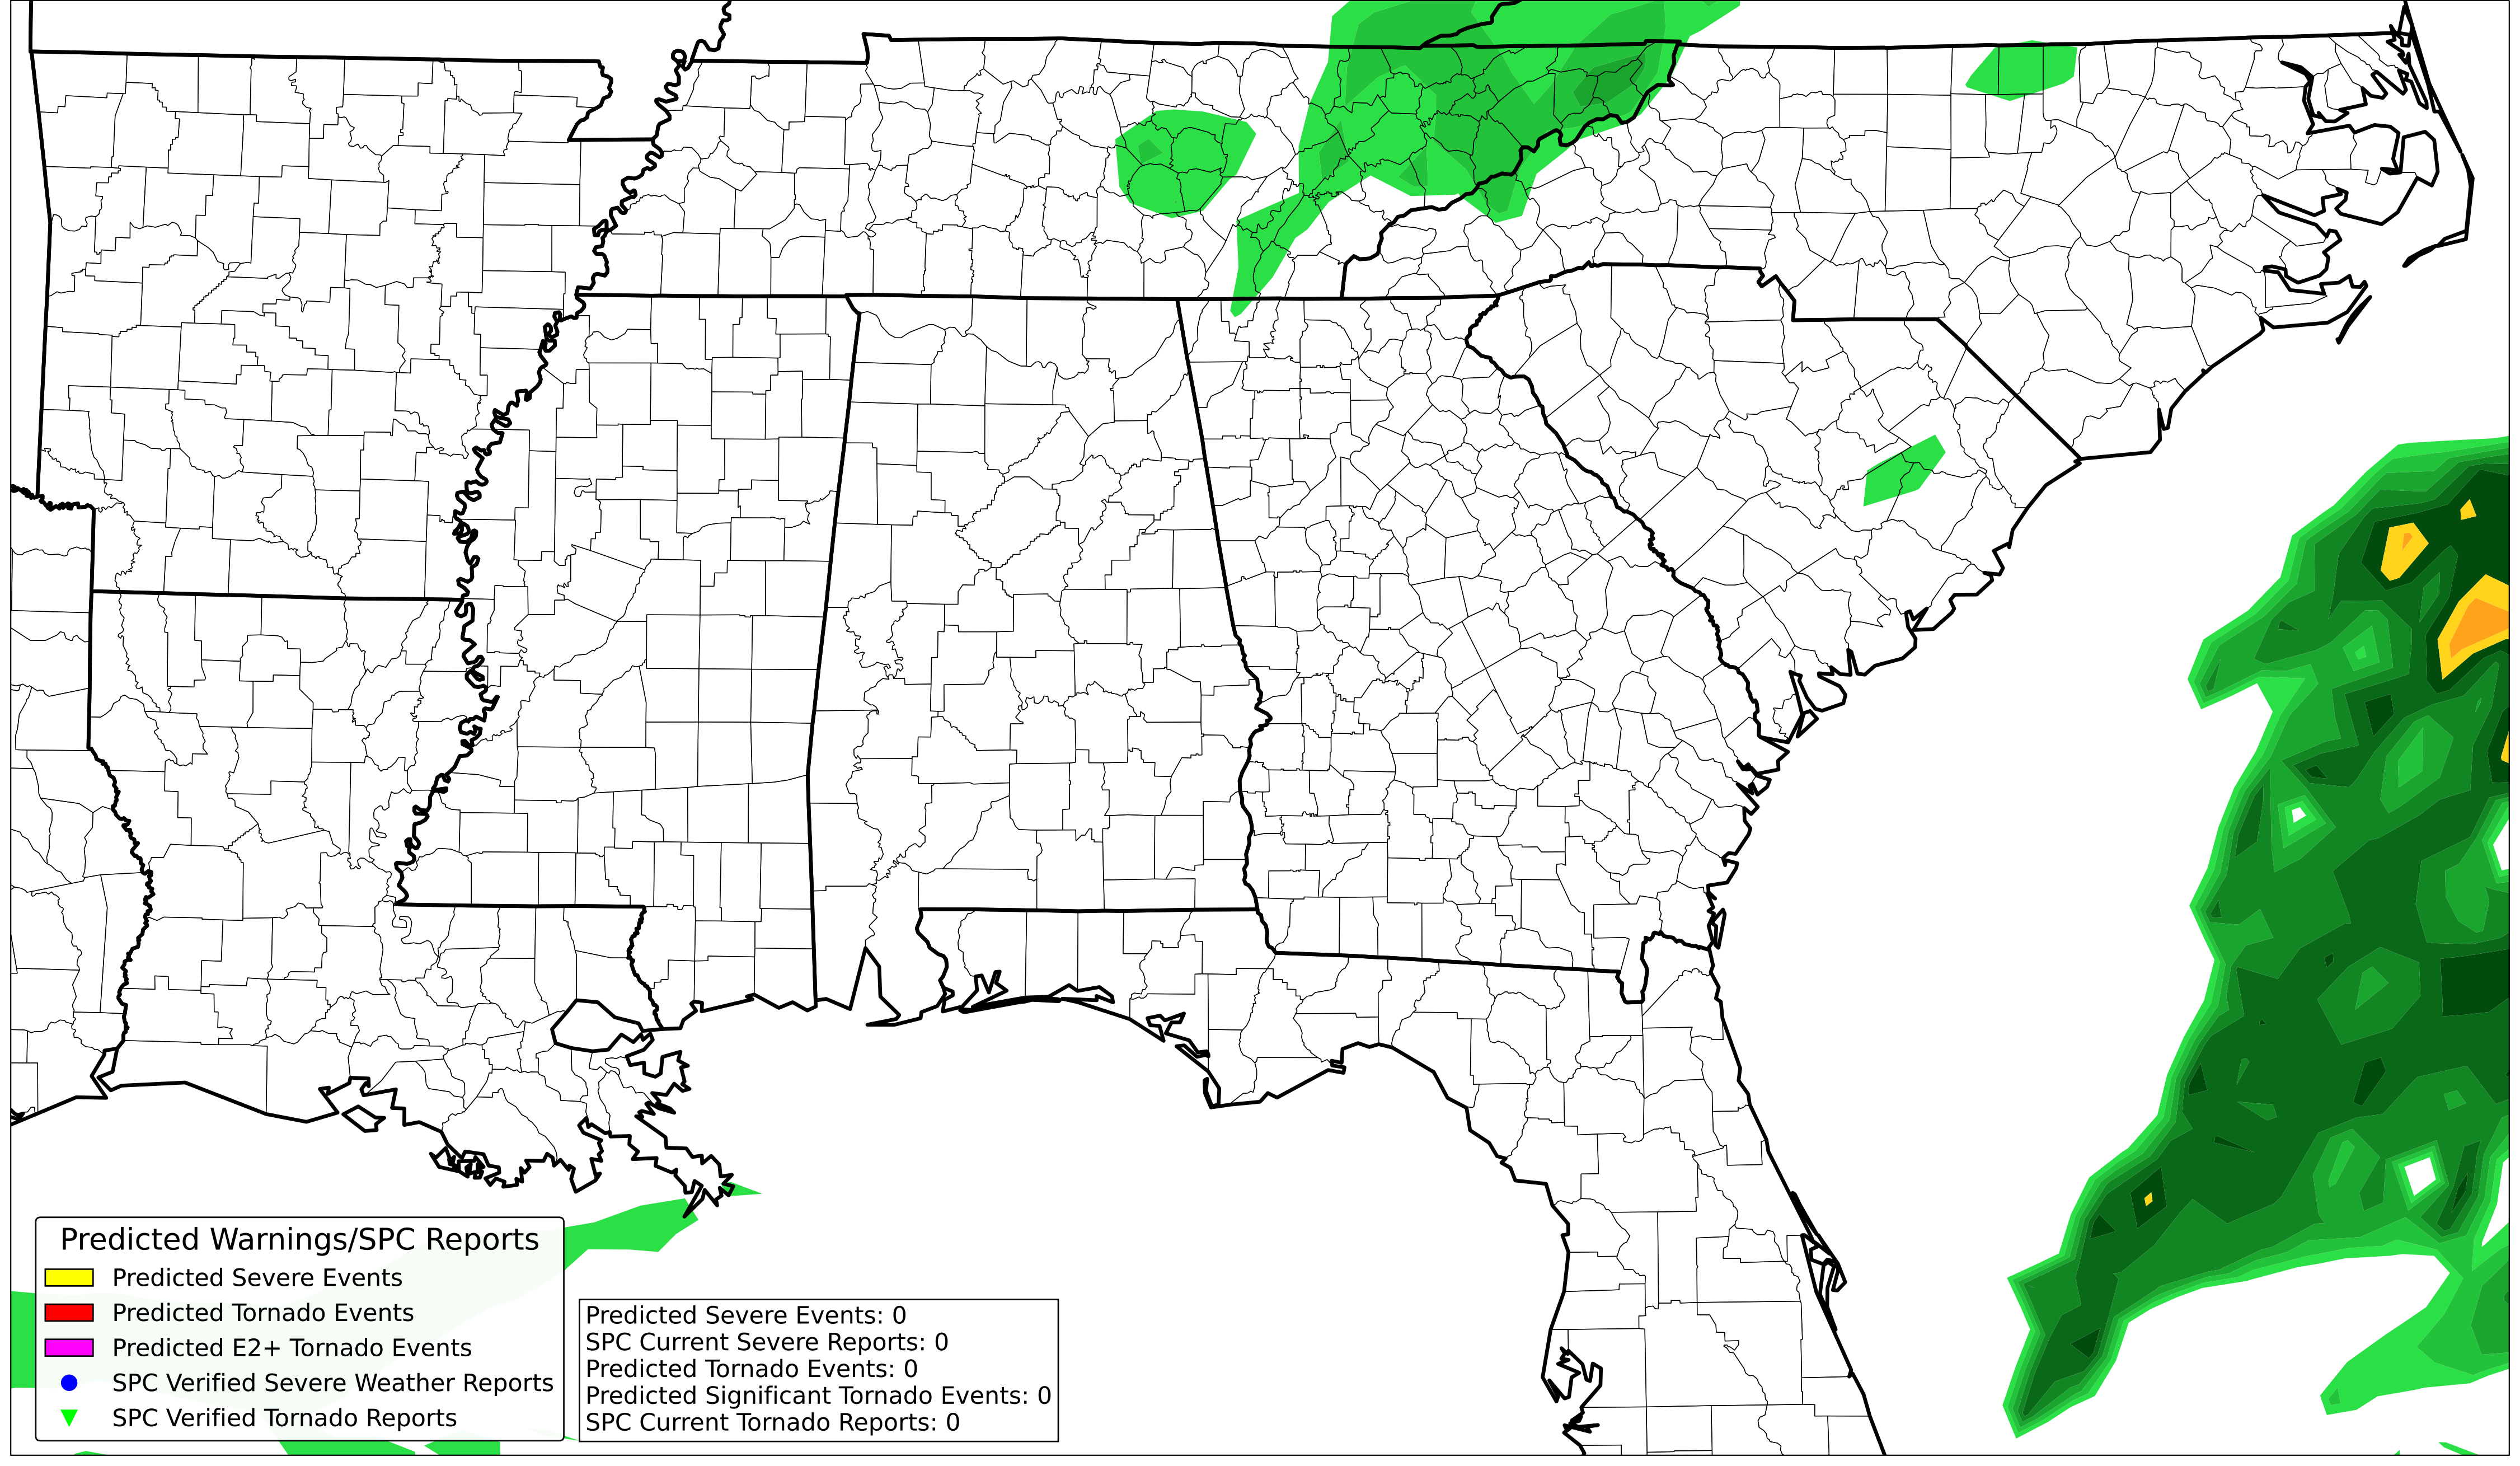 Predicted Warnings/SPC Reports
Predicted Severe Events
Predicted Tornado Events
Predicted E2+ Tornado Events
SPC Verified Severe Weather Reports
SPC Verified Tornado Reports
Predicted Severe Events: 0
SPC Current Severe Reports: 0
Predicted Tornado Events: 0
Predicted Significant Tornado Events: 0
SPC Current Tornado Reports: 0